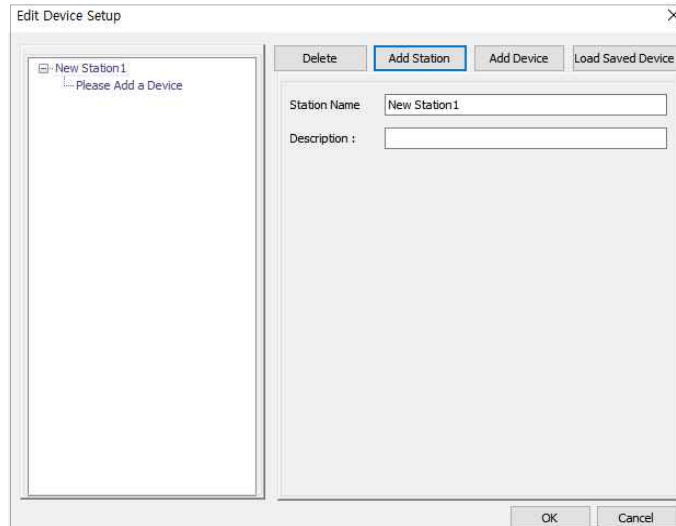 Edit Device Setup
New Station1
Please Add a Device
Delete
Add Station
Add Device
Load Saved Device
Station Name
New Station1
Description :
OK
Cancel